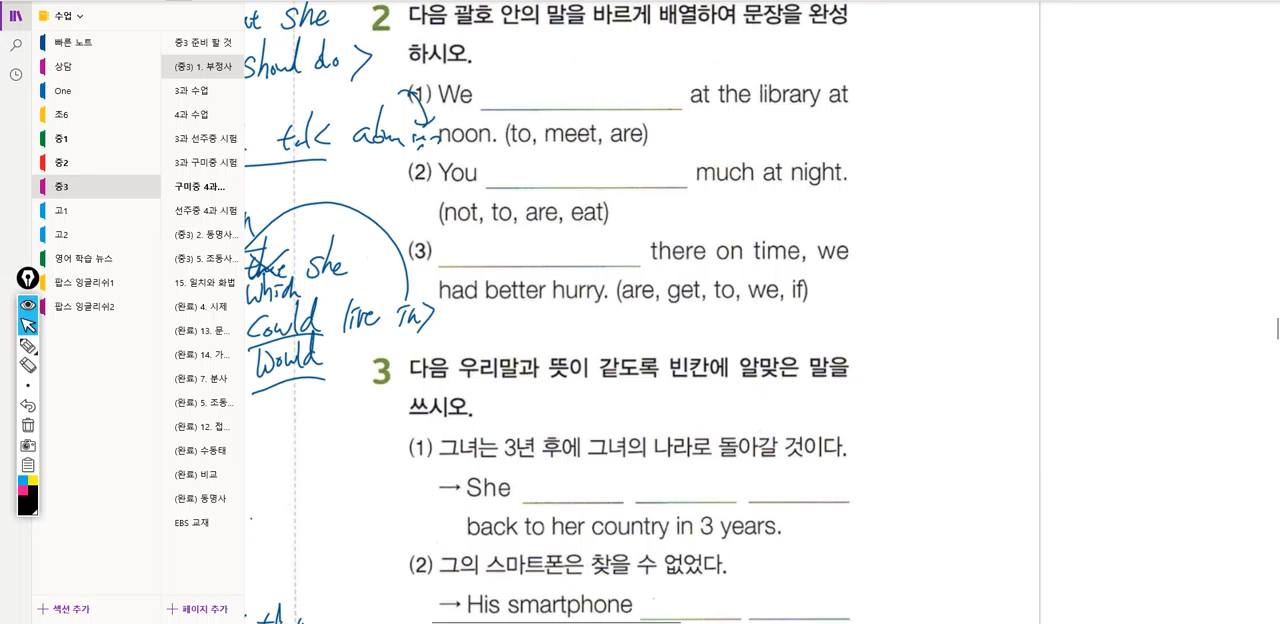 수업
빠른 노트
상담
One
초6
중1
중2
중3
고1
고2
영어 학습 뉴스
팝스 잉글리쉬1
팝스 잉글리쉬2
섹션 추가
중3 준비 할 것
(중3) 1. 부정사
3과 수업
4과 수업
3과 선주중 시험
3과 구미중 시험
구미중 4과...
선주중 4과 시험
(중3) 2. 동명사...
(중3) 5. 조동사...
15. 일치와 화법
(완료) 4. 시제
(완료) 13. 문...
(완료) 14. 가...
(완료) 7. 분사
(완료) 5. 조동...
(완료) 12. 접...
(완료) 수동태
(완료) 비교
(완료) 동명사
EBS 교재
페이지 추가
she
should do >
talk
she
which
could live in>
would
2 다음 괄호 안의 말을 바르게 배열하여 문장을 완성
하시오.
(1) We at the library at
noon. (to, meet, are)
(2) You much at night.
(not, to, are, eat)
(3) there on time, we
had better hurry. (are, get, to, we, if)
3 다음 우리말과 뜻이 같도록 빈칸에 알맞은 말을
쓰시오.
(1) 그녀는 3년 후에 그녀의 나라로 돌아갈 것이다.
→ She
back to her country in 3 years.
(2) 그의 스마트폰은 찾을 수 없었다.
→ His smartphone